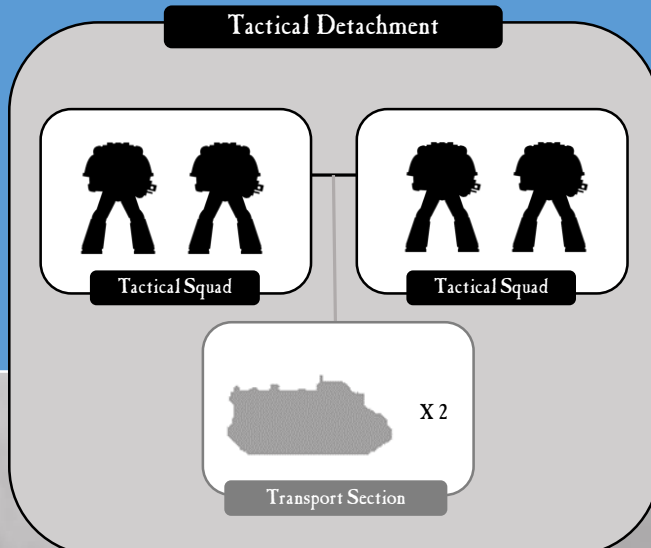 Tactical Detachment
Tactical Squad
Tactical Squad
X 2
Transport Section